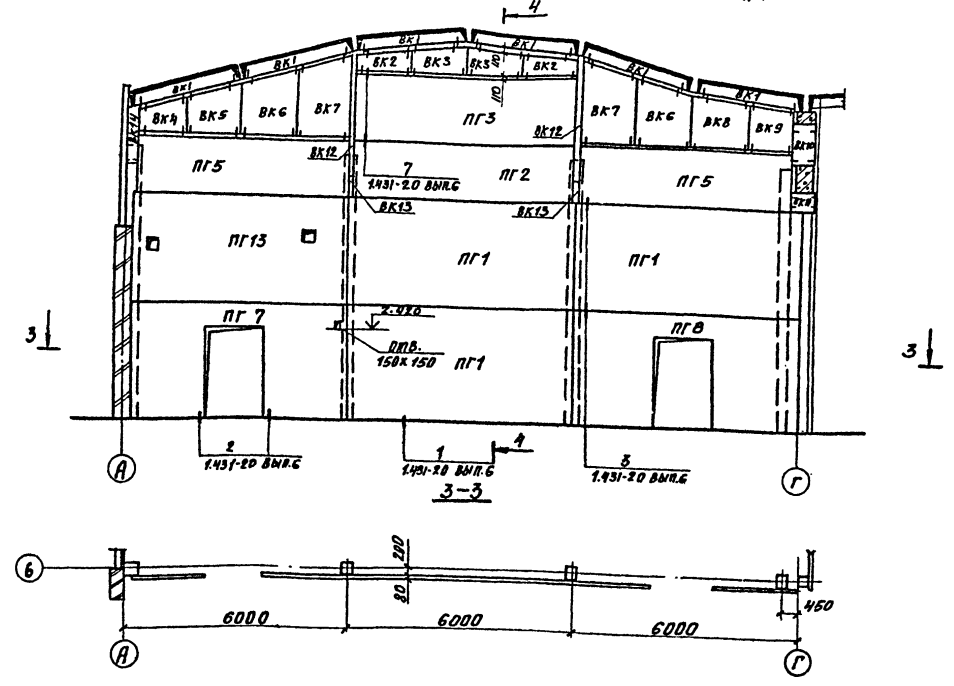 4
ВК1 ВК1
ВК1 ВК2 ВК3 ВК3 ВК2 ВК1
ВК1 110 ВК1
ВК14 ВК4 ВК5 ВК6 ВК7 110 ПГ3 ВК7 ВК6 ВК8 ВК9
ВК12 ВК12 ВК10
ПГ5 7 ПГ2 ПГ5
1.431-20 ВЫП.6
ВК13 ВК13
ПГ13 ПГ1 ПГ1
2.420
3 ПГ7 ПГ8 3
ОТВ.
150×150 ПГ1
2 1 4 3
1.431-20 ВЫП.6 1.431-20 ВЫП.6 1.431-20 ВЫП.6
А Г
3-3
200
6
80
450
6000 6000 6000
А Г